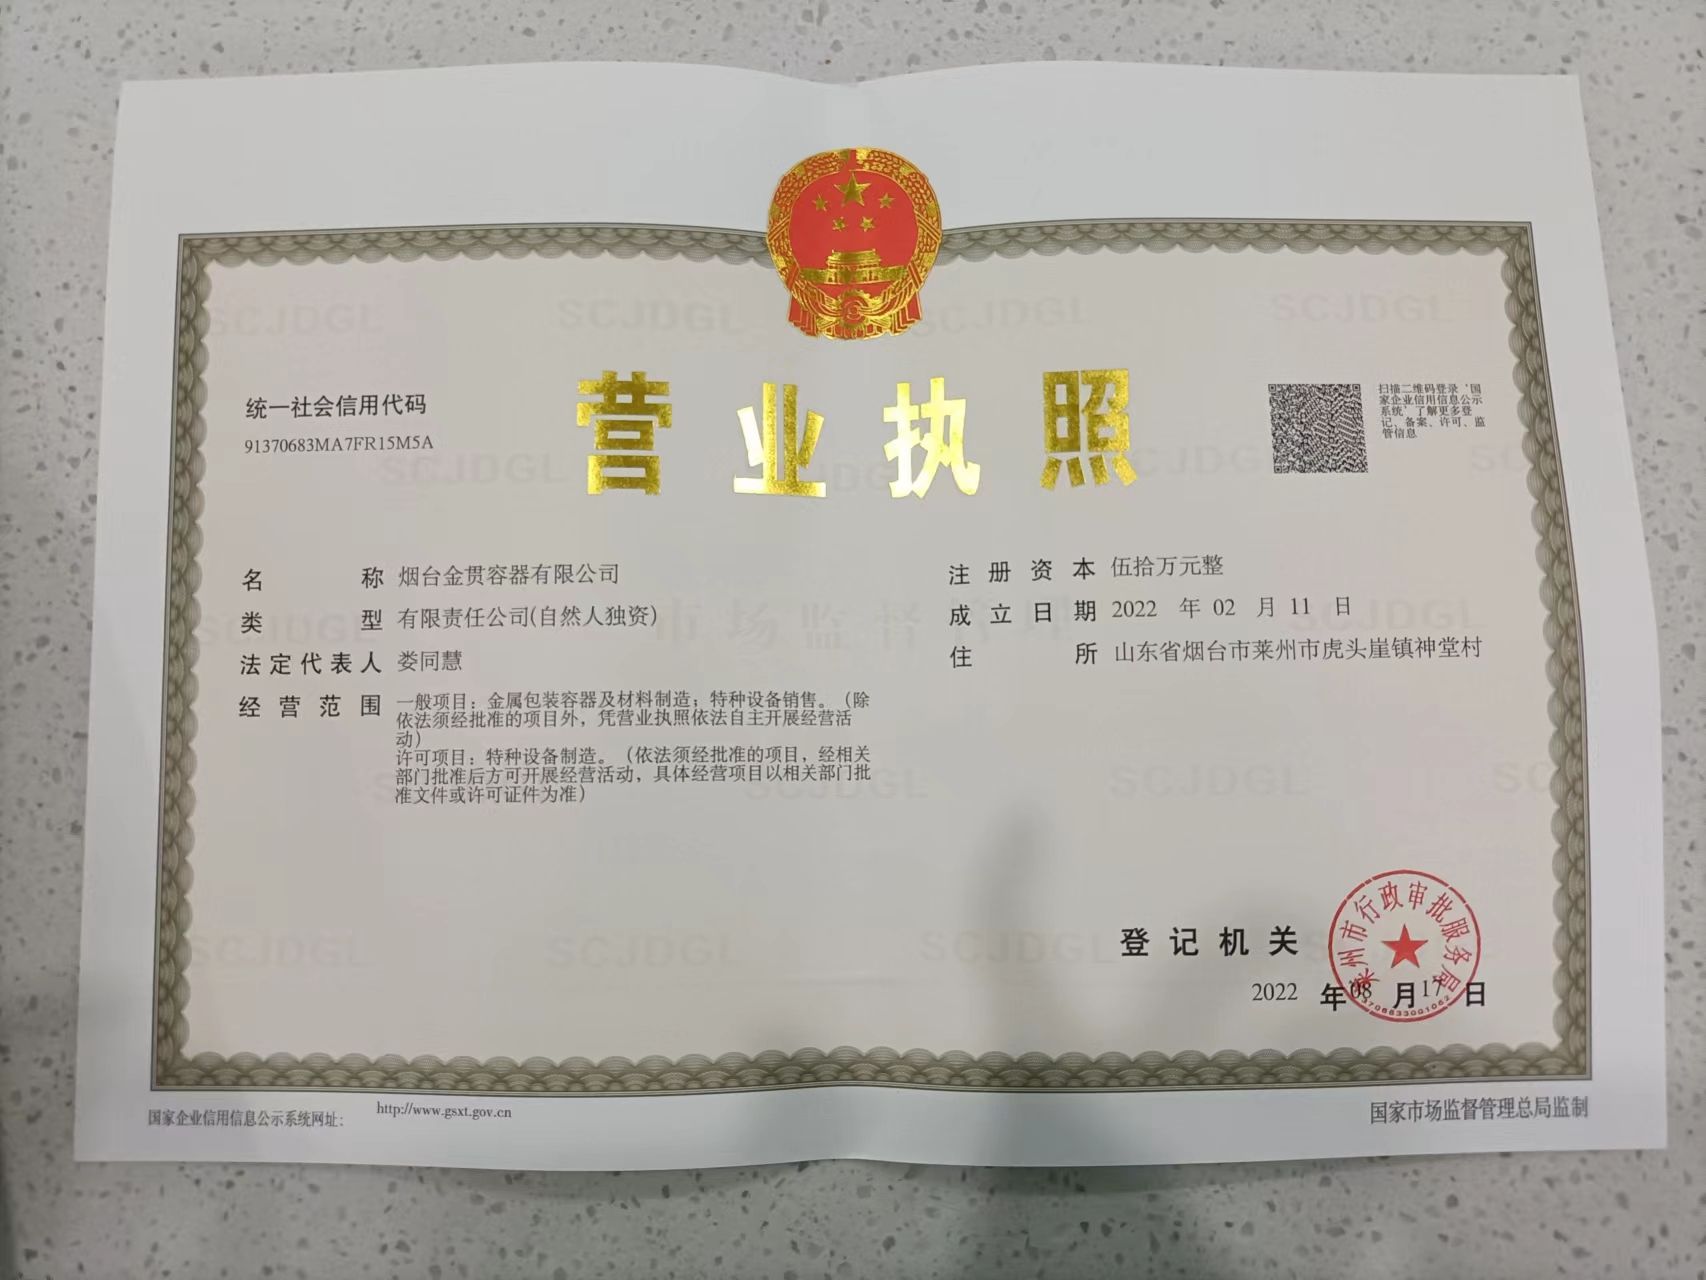 营业执照
统一社会信用代码
91370683MA7FR15M5A
扫描二维码登录‘国
家企业信用信息公示
系统’了解更多登
记、备案、许可、监
管信息
名 称 烟台金贯容器有限公司
类 型 有限责任公司(自然人独资)
法定代表人 娄同慧
经营范围 一般项目：金属包装容器及材料制造；特种设备销售。（除
依法须经批准的项目外，凭营业执照依法自主开展经营活
动）
许可项目：特种设备制造。（依法须经批准的项目，经相关
部门批准后方可开展经营活动，具体经营项目以相关部门批
准文件或许可证件为准）
注册资本 伍拾万元整
成立日期 2022 年 02 月 11 日
住 所 山东省烟台市莱州市虎头崖镇神堂村
登记机关
莱州市行政审批服务局
3706833001062
2022 年 08 月 17 日
国家企业信用信息公示系统网址： http://www.gsxt.gov.cn
国家市场监督管理总局监制
SCJDGL
市场监督管理